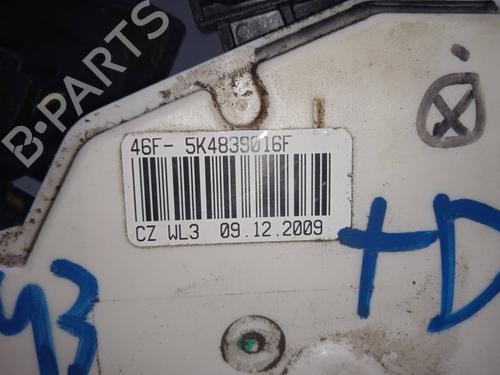 B-PARTS
46F- 5K4839016F
CZ WL3 09.12.2009
+D